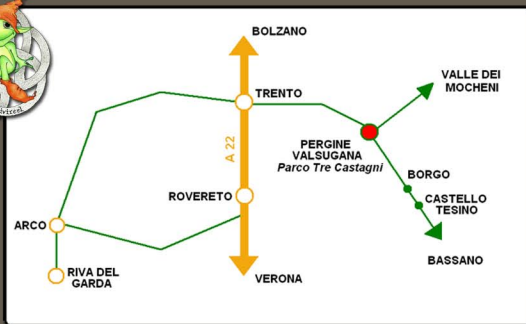 BOLZANO
TRENTO
VALLE DEI
MOCHENI
PERGINE
VALSUGANA
Parco Tre Castagni
A 22
BORGO
ROVERETO
CASTELLO
TESINO
ARCO
BASSANO
RIVA DEL
GARDA
VERONA